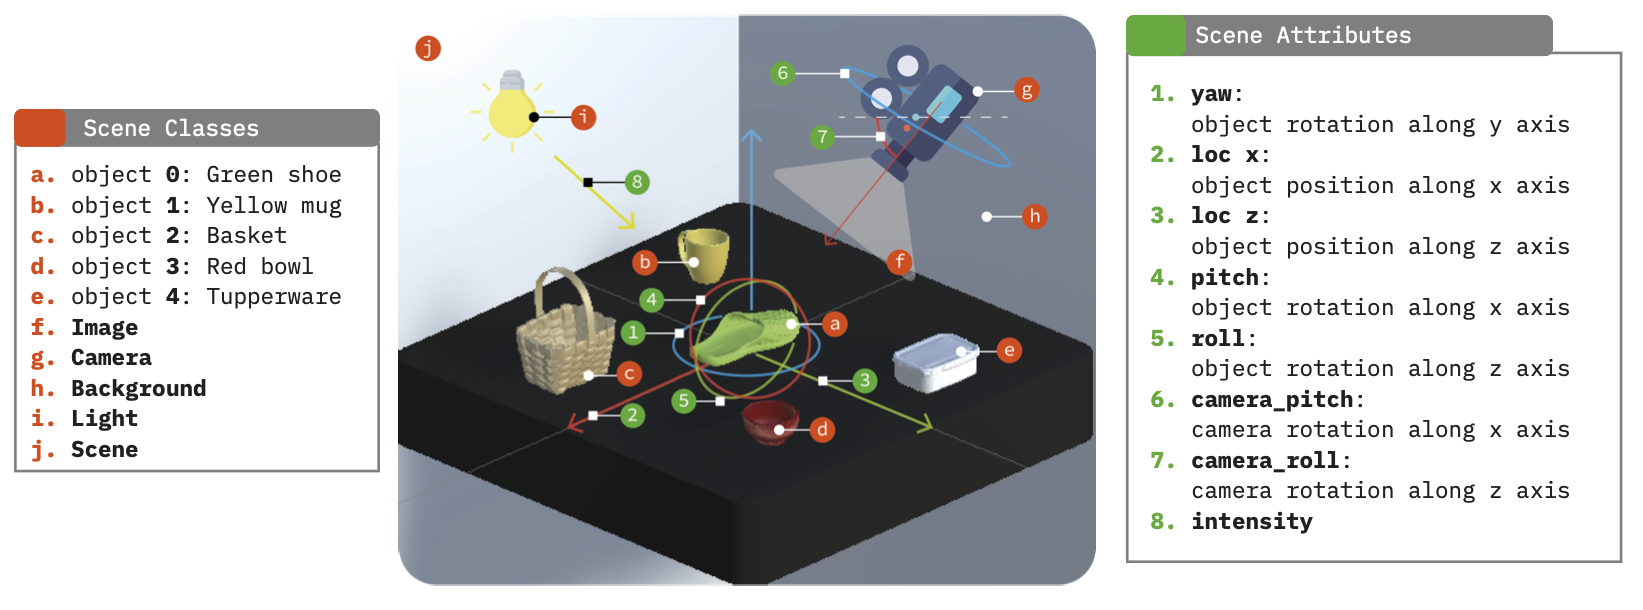 Scene Classes
a. object 0: Green shoe
b. object 1: Yellow mug
c. object 2: Basket
d. object 3: Red bowl
e. object 4: Tupperware
f. Image
g. Camera
h. Background
i. Light
j. Scene
j
6
g
i
7
8
h
b
f
4
1
a
e
c
3
5
2
d
Scene Attributes
1. yaw:
object rotation along y axis
2. loc x:
object position along x axis
3. loc z:
object position along z axis
4. pitch:
object rotation along x axis
5. roll:
object rotation along z axis
6. camera_pitch:
camera rotation along x axis
7. camera_roll:
camera rotation along z axis
8. intensity